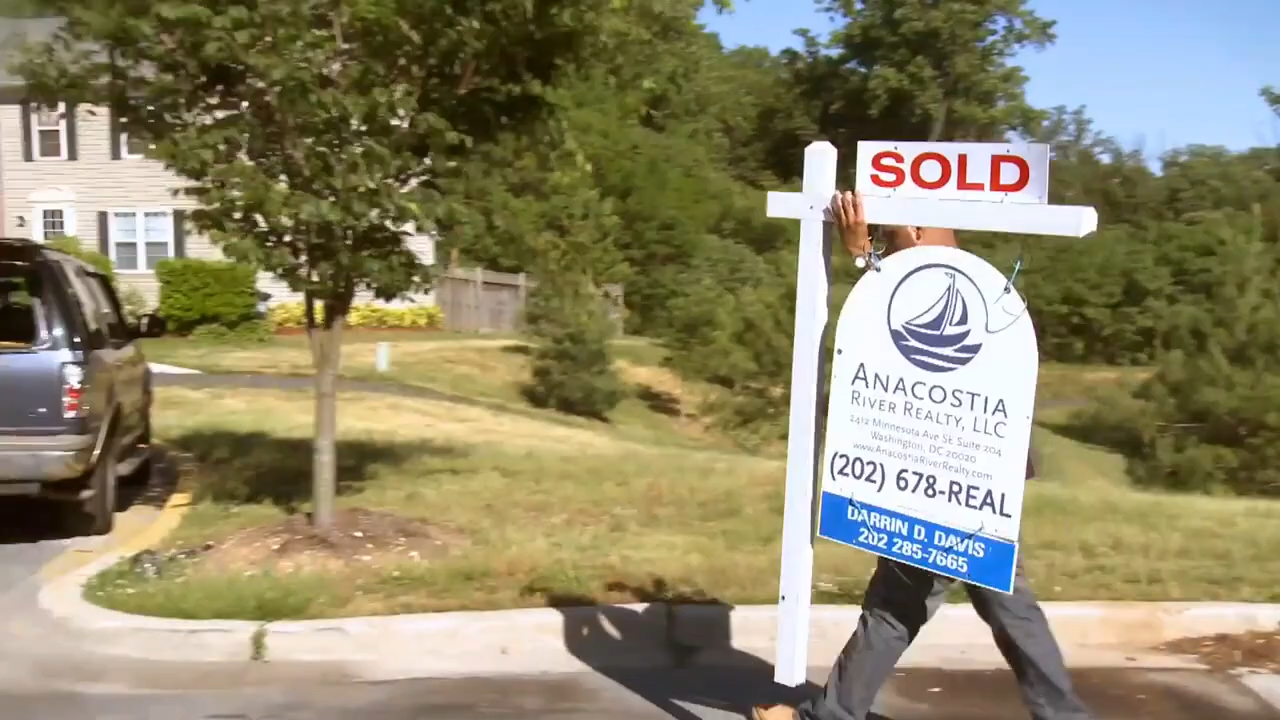 SOLD
ANACOSTIA
RIVER REALTY, LLC
2412 Minnesota Ave SE Suite 204
Washington, DC 20020
www.AnacostiaRiverRealty.com
(202) 678-REAL
DARRIN D. DAVIS
202 285-7665